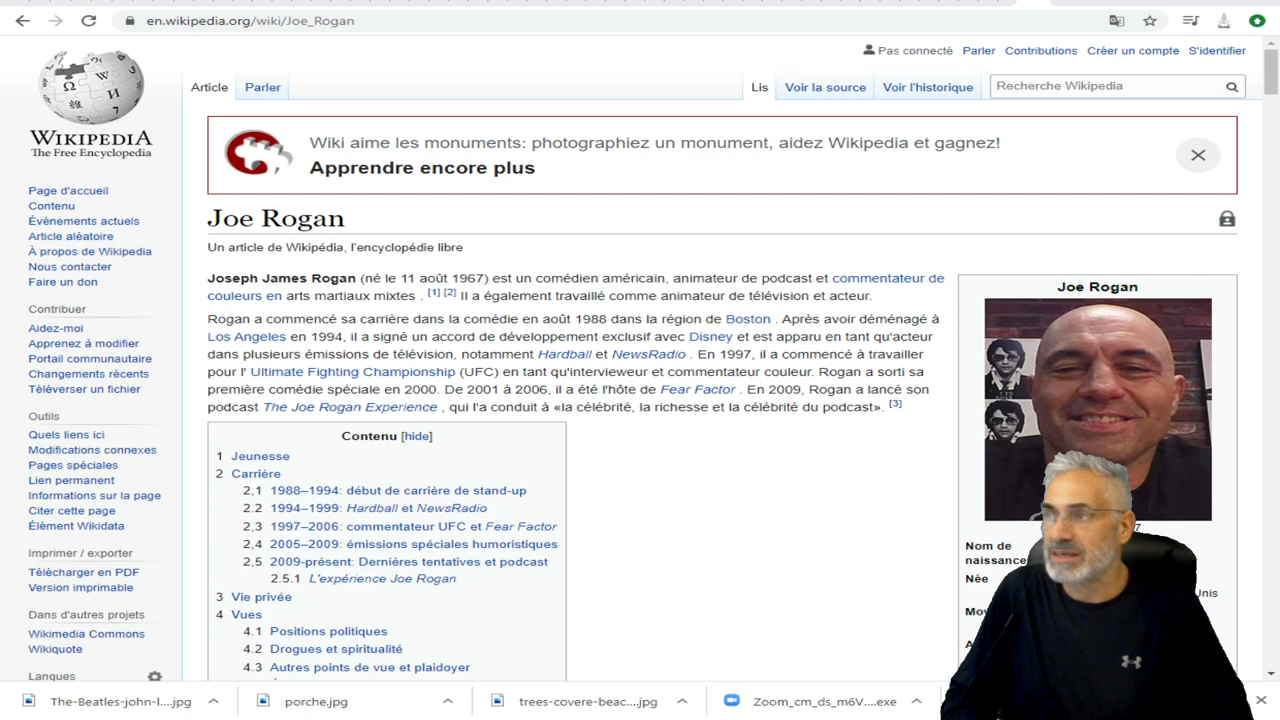 en.wikipedia.org/wiki/Joe_Rogan
Pas connecté Parler Contributions Créer un compte S'identifier
Article Parler Lis Voir la source Voir l'historique Recherche Wikipedia
WIKIPEDIA
The Free Encyclopedia
Wiki aime les monuments: photographiez un monument, aidez Wikipedia et gagnez!
Apprendre encore plus
Page d'accueil
Contenu
Événements actuels
Article aléatoire
À propos de Wikipedia
Nous contacter
Faire un don
Contribuer
Aidez-moi
Apprenez à modifier
Portail communautaire
Changements récents
Téléverser un fichier
Outils
Quels liens ici
Modifications connexes
Pages spéciales
Lien permanent
Informations sur la page
Citer cette page
Élément Wikidata
Imprimer / exporter
Télécharger en PDF
Version imprimable
Dans d'autres projets
Wikimedia Commons
Wikiquote
Langues
Joe Rogan
Un article de Wikipédia, l'encyclopédie libre
Joseph James Rogan (né le 11 août 1967) est un comédien américain, animateur de podcast et commentateur de
couleurs en arts martiaux mixtes . [1] [2] Il a également travaillé comme animateur de télévision et acteur.
Rogan a commencé sa carrière dans la comédie en août 1988 dans la région de Boston . Après avoir déménagé à
Los Angeles en 1994, il a signé un accord de développement exclusif avec Disney et est apparu en tant qu'acteur
dans plusieurs émissions de télévision, notamment Hardball et NewsRadio . En 1997, il a commencé à travailler
pour l' Ultimate Fighting Championship (UFC) en tant qu'intervieweur et commentateur couleur. Rogan a sorti sa
première comédie spéciale en 2000. De 2001 à 2006, il a été l'hôte de Fear Factor . En 2009, Rogan a lancé son
podcast The Joe Rogan Experience , qui l'a conduit à «la célébrité, la richesse et la célébrité du podcast». [3]
Contenu [hide]
1 Jeunesse
2 Carrière
2,1 1988–1994: début de carrière de stand-up
2.2 1994–1999: Hardball et NewsRadio
2,3 1997–2006: commentateur UFC et Fear Factor
2,4 2005–2009: émissions spéciales humoristiques
2,5 2009-présent: Dernières tentatives et podcast
2.5.1 L'expérience Joe Rogan
3 Vie privée
4 Vues
4.1 Positions politiques
4.2 Drogues et spiritualité
4.3 Autres points de vue et plaidoyer
Joe Rogan
Nom de
naissance
Née
The-Beatles-john-l....jpg porche.jpg trees-covere-beac....jpg Zoom_cm_ds_m6V....exe